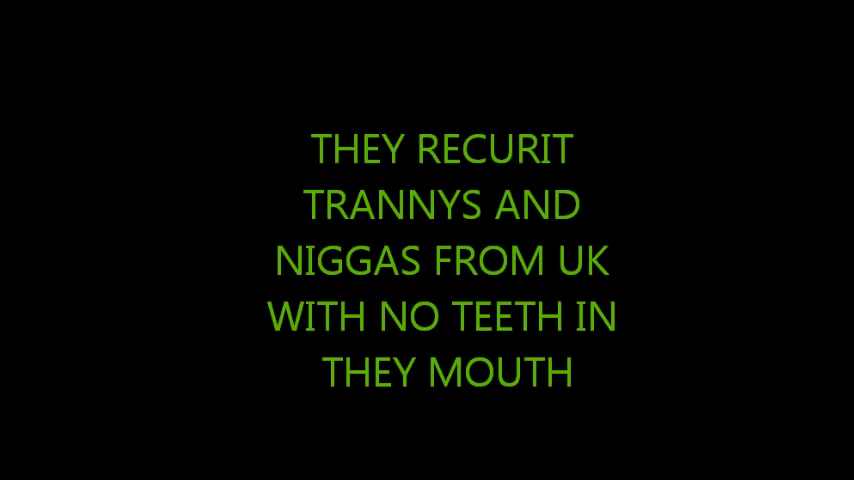 THEY RECURIT
TRANNYS AND
NIGGAS FROM UK
WITH NO TEETH IN
THEY MOUTH